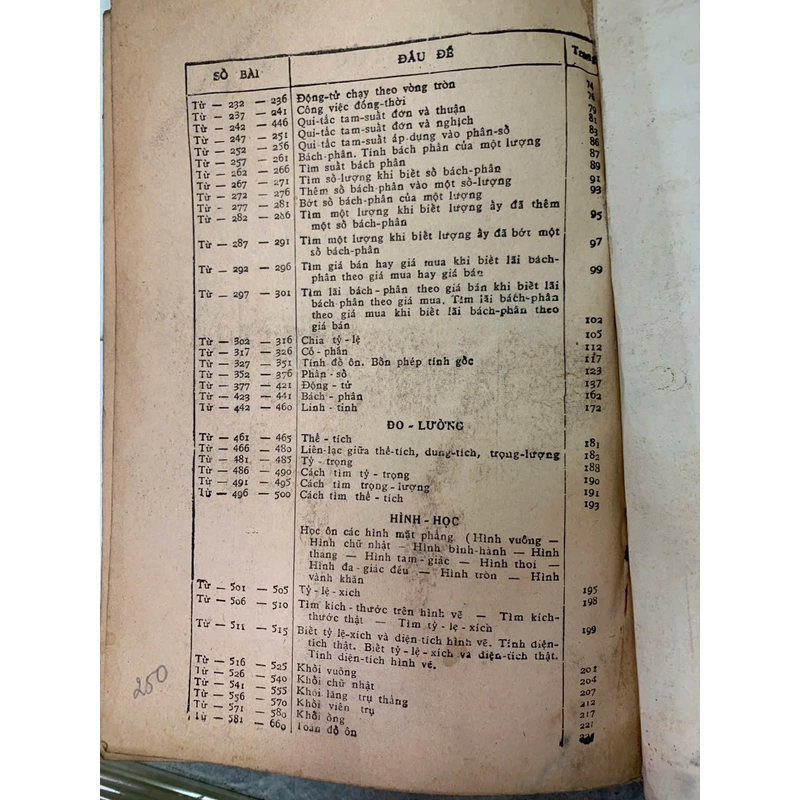 SỐ BÀI ĐẦU ĐỀ Trang
Từ — 232 — 236 Động-tử chạy theo vòng tròn 74
Từ — 237 — 241 Công việc đồng-thời 76
Từ — 242 — 446 Qui-tắc tam-suất đơn và thuận 79
Từ — 247 — 251 Qui-tắc tam-suất đơn và nghịch 81
Từ — 252 — 256 Qui-tắc tam-suất áp-dụng vào phân-số 83
Từ — 257 — 261 Bách-phân. Tính bách phân của một lượng 86
Từ — 262 — 266 Tìm suất bách phân 87
Từ — 267 — 271 Tìm số-lượng khi biết số bách-phân 89
Từ — 272 — 276 Thêm số bách-phân vào một số-lượng 91
Từ — 277 — 281 Bớt số bách-phân của một lượng 93
Từ — 282 — 286 Tìm một lượng khi biết lượng ấy đã thêm
một số bách-phân 95
Từ — 287 — 291 Tìm một lượng khi biết lượng ấy đã bớt một
số bách-phân 97
Từ — 292 — 296 Tìm giá bán hay giá mua khi biết lãi bách-
phân theo giá mua hay giá bán 99
Từ — 297 — 301 Tìm lãi bách-phân theo giá bán khi biết lãi
bách phân theo giá mua. Tìm lãi bách-phân
theo giá mua khi biết lãi bách-phân theo
giá bán 102
Từ — 302 — 316 Chia tỷ-lệ 105
Từ — 317 — 326 Cổ-phần 112
Từ — 327 — 351 Tính đố ôn. Bốn phép tính gốc 117
Từ — 352 — 376 Phân-số 123
Từ — 377 — 421 Động-tử 137
Từ — 423 — 441 Bách-phân 162
Từ — 442 — 460 Linh-tinh 172
ĐO-LƯỜNG
Từ — 461 — 465 Thể-tích 181
Từ — 466 — 480 Liên-lạc giữa thể-tích, dung-tích, trọng-lượng 182
Từ — 481 — 485 Tỷ-trọng 188
Từ — 486 — 490 Cách tìm tỷ-trọng 190
Từ — 491 — 495 Cách tìm trọng-lượng 191
Từ — 496 — 500 Cách tìm thể-tích 193
HÌNH-HỌC
Học ôn các hình mặt phẳng (Hình vuông —
Hình chữ nhật — Hình bình-hành — Hình
thang — Hình tam-giác — Hình thoi —
Hình đa-giác đều — Hình tròn — Hình
vành khăn
Từ — 501 — 505 Tỷ-lệ-xích 195
Từ — 506 — 510 Tìm kích-thước trên hình vẽ — Tìm kích-
thước thật — Tìm tỷ-lệ-xích 198
Từ — 511 — 515 Biết tỷ lệ-xích và diện-tích hình vẽ. Tính diện-
tích thật. Biết tỷ-lệ-xích và diện-tích thật.
Tính diện-tích hình vẽ. 199
Từ — 516 — 525 Khối vuông 201
Từ — 526 — 540 Khối chữ nhật 204
Từ — 541 — 555 Khối lăng trụ thẳng 207
Từ — 556 — 570 Khối viên trụ 212
Từ — 571 — 580 Khối ống 217
Từ — 581 — 660 Toán đố ôn 221
250